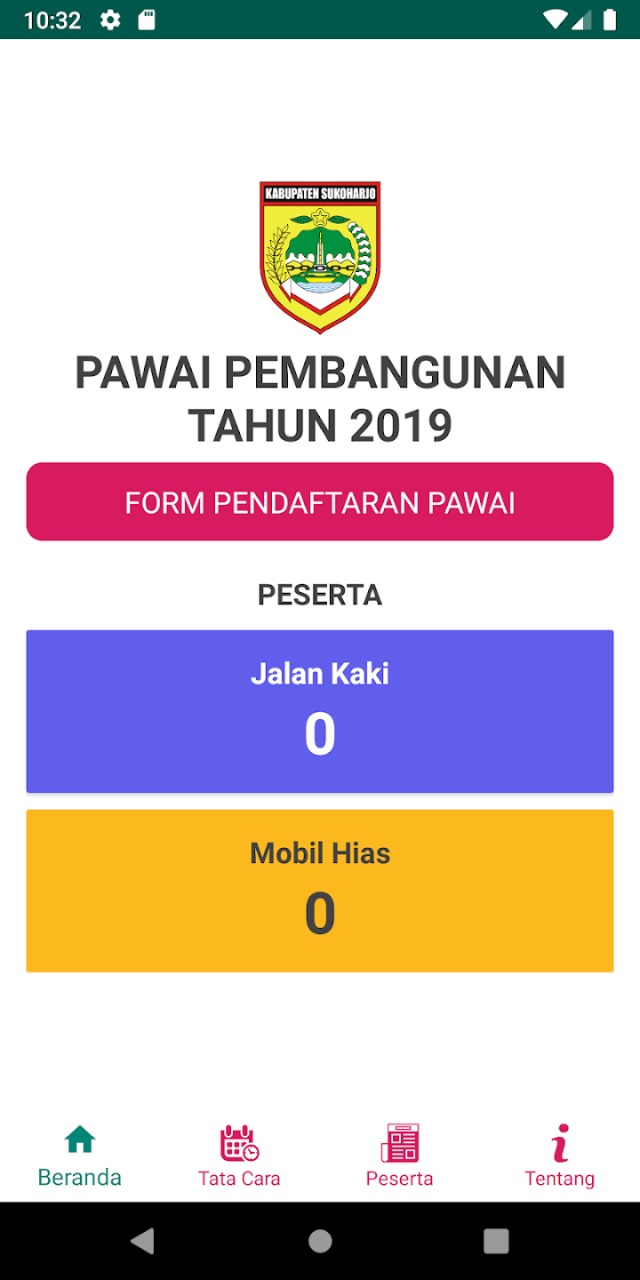 10:32
KABUPATEN SUKOHARJO
PAWAI PEMBANGUNAN
TAHUN 2019
FORM PENDAFTARAN PAWAI
PESERTA
Jalan Kaki
0
Mobil Hias
0
Beranda
Tata Cara
Peserta
Tentang